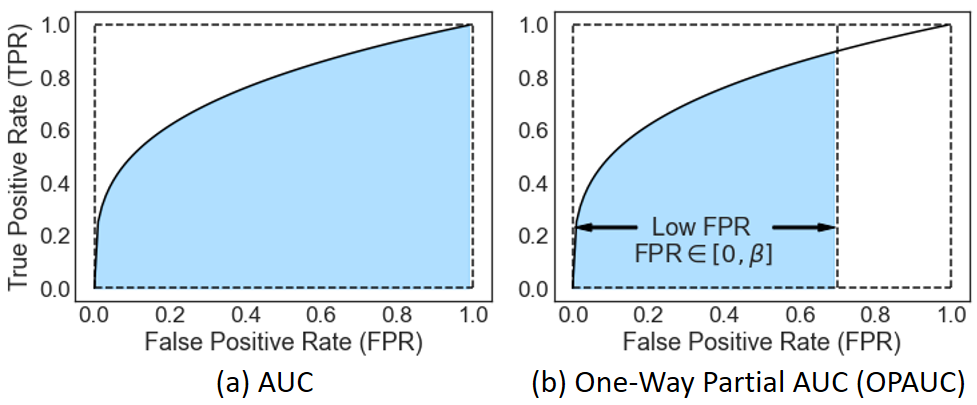 True Positive Rate (TPR)
1.0
0.8
0.6
0.4
0.2
0.0
0.0 0.2 0.4 0.6 0.8 1.0
False Positive Rate (FPR)
(a) AUC
1.0
0.8
0.6
0.4
0.2
0.0
Low FPR
FPR ∈ [0, β]
0.0 0.2 0.4 0.6 0.8 1.0
False Positive Rate (FPR)
(b) One-Way Partial AUC (OPAUC)